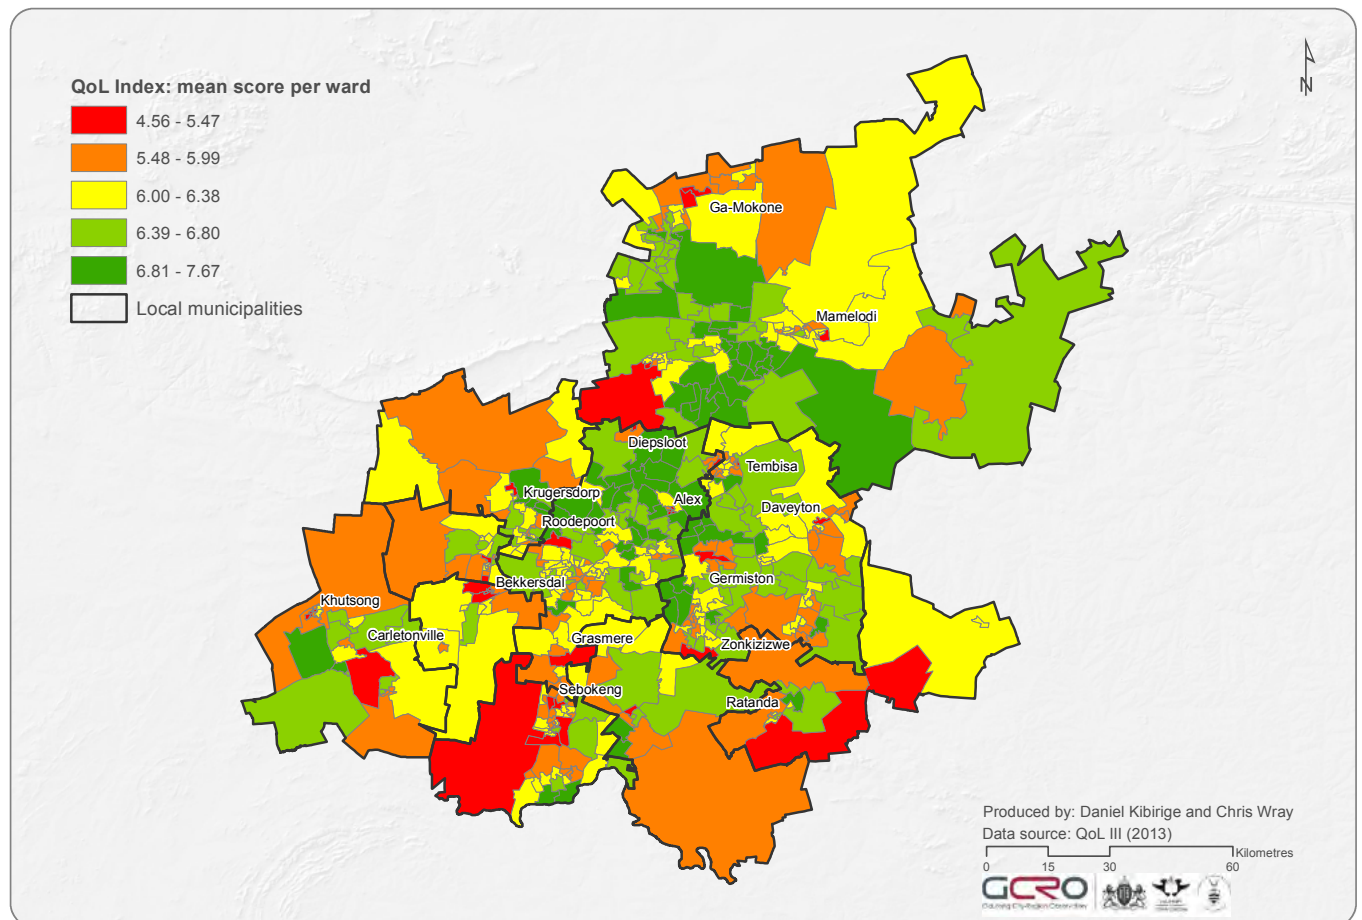 QoL Index: mean score per ward
4.56 - 5.47
5.48 - 5.99
6.00 - 6.38
6.39 - 6.80
6.81 - 7.67
Local municipalities
N
Ga-Mokone
Mamelodi
Diepsloot
Tembisa
Krugersdorp
Alex
Daveyton
Roodepoort
Germiston
Bekkersdal
Khutsong
Carletonville
Grasmere
Zonkizizwe
Sebokeng
Ratanda
Produced by: Daniel Kibirige and Chris Wray
Data source: QoL III (2013)
Kilometres
0 15 30 60
GCRO